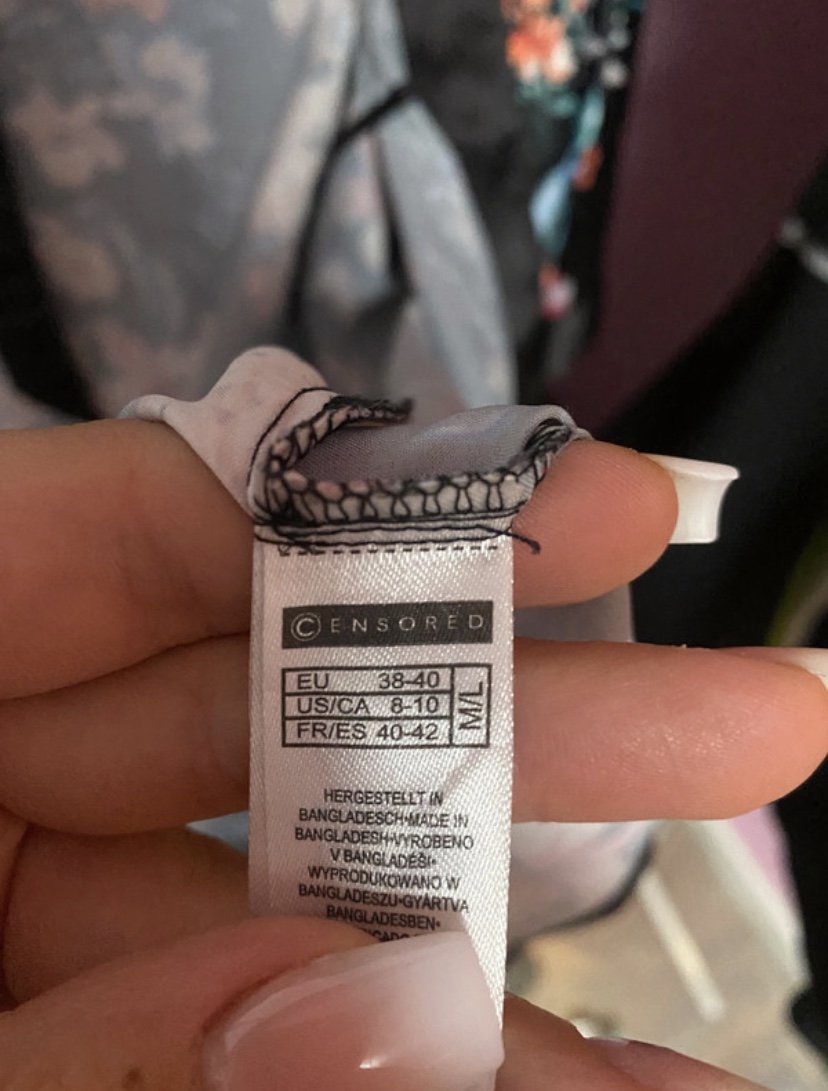 ©ENSORED
EU 38-40
US/CA 8-10
FR/ES 40-42
M/L
HERGESTELLT IN
BANGLADESCH•MADE IN
BANGLADESH•VYROBENO
V BANGLADÉŠI•
WYPRODUKOWANO W
BANGLADESZU•GYÁRTVA
BANGLADESBEN•